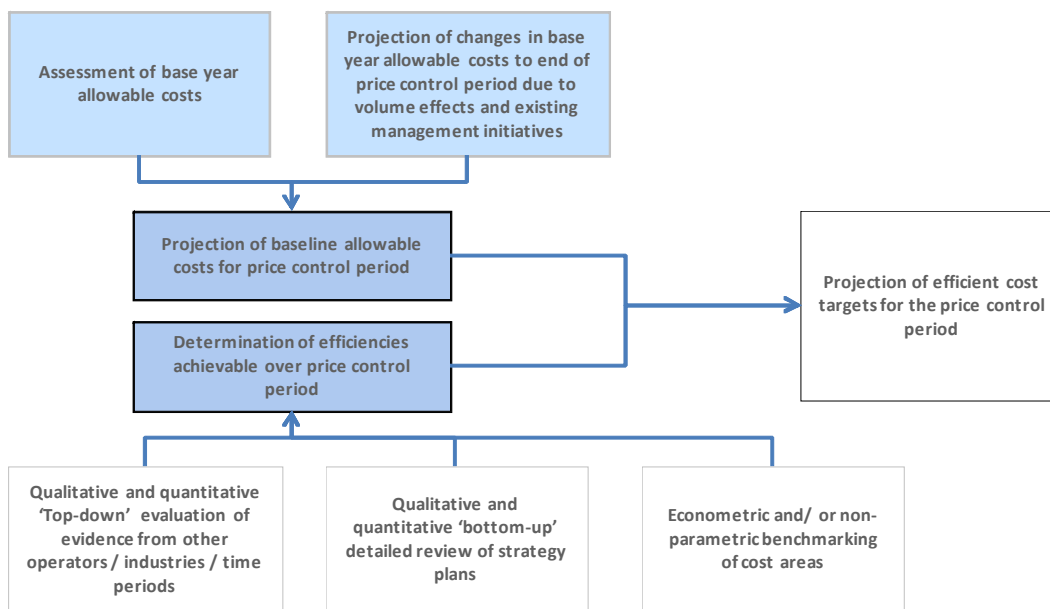 Assessment of base year
allowable costs
Projection of changes in base
year allowable costs to end of
price control period due to
volume effects and existing
management initiatives
Projection of baseline allowable
costs for price control period
Projection of efficient cost
targets for the price control
period
Determination of efficiencies
achievable over price control
period
Qualitative and quantitative
‘Top-down’ evaluation of
evidence from other
operators / industries / time
periods
Qualitative and
quantitative ‘bottom-up’
detailed review of strategy
plans
Econometric and/ or non-
parametric benchmarking
of cost areas